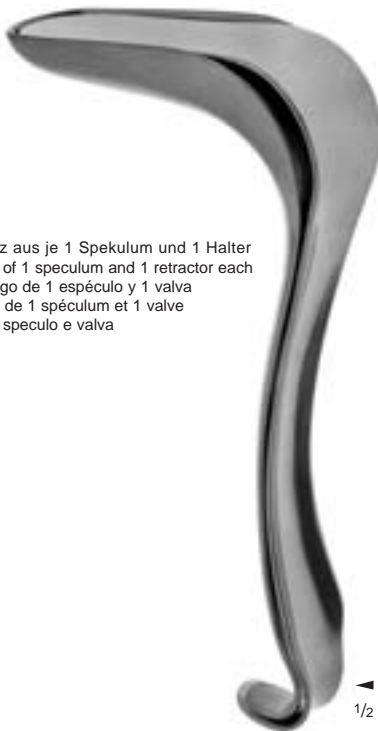 z aus je 1 Spekulum und 1 Halter
of 1 speculum and 1 retractor each
go de 1 espéculo y 1 valva
de 1 spéculum et 1 valve
speculo e valva
◄
1/2